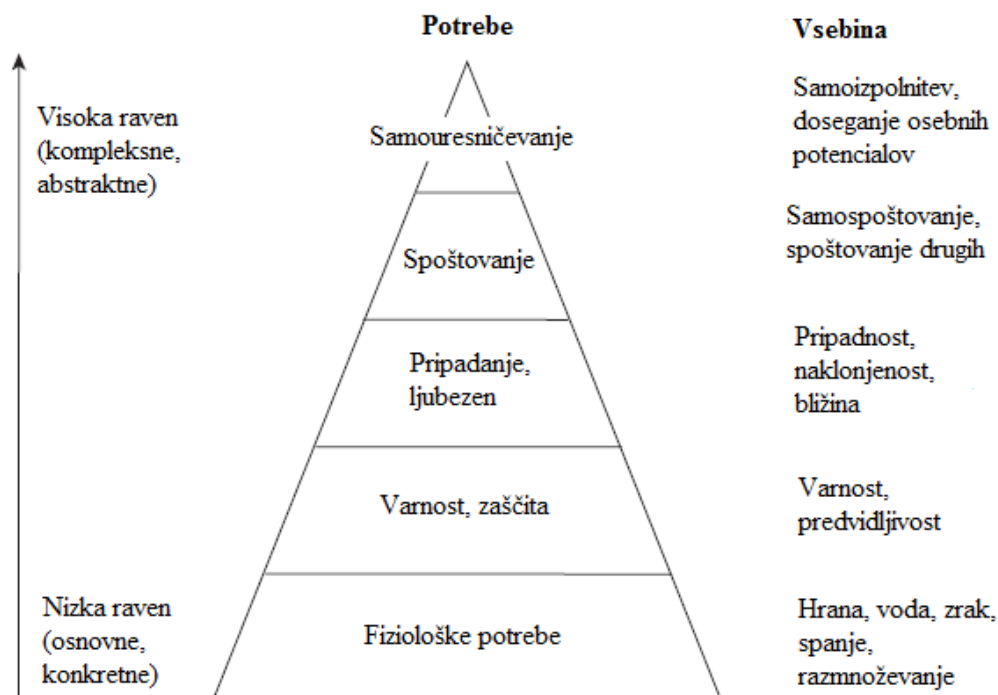 Potrebe
Vsebina
Visoka raven
(kompleksne,
abstraktne)
Samouresničevanje
Samoizpolnitev,
doseganje osebnih
potencialov
Spoštovanje
Samospoštovanje,
spoštovanje drugih
Pripadanje,
ljubezen
Pripadnost,
naklonjenost,
bližina
Varnost, zaščita
Varnost,
predvidljivost
Nizka raven
(osnovne,
konkretne)
Fiziološke potrebe
Hrana, voda, zrak,
spanje,
razmnoževanje